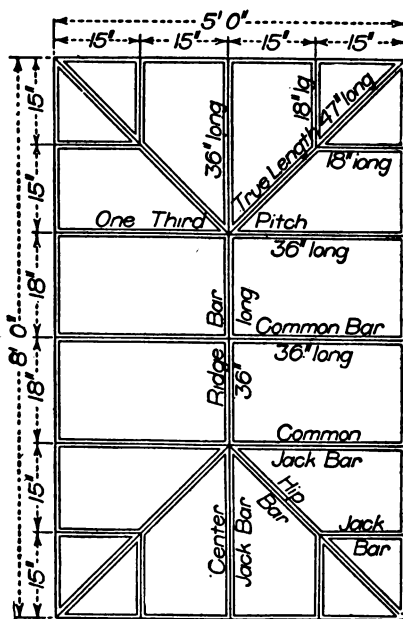 5' 0"
15" 15" 15" 15"
8' 0"
15"
15"
18"
18"
15"
15"
36" long
18" lg
True Length 47" long
18" long
One Third Pitch
36" long
Ridge Bar
36" long
Common Bar
36" long
Common
Jack Bar
Hip Bar
Center
Jack Bar
Jack
Bar